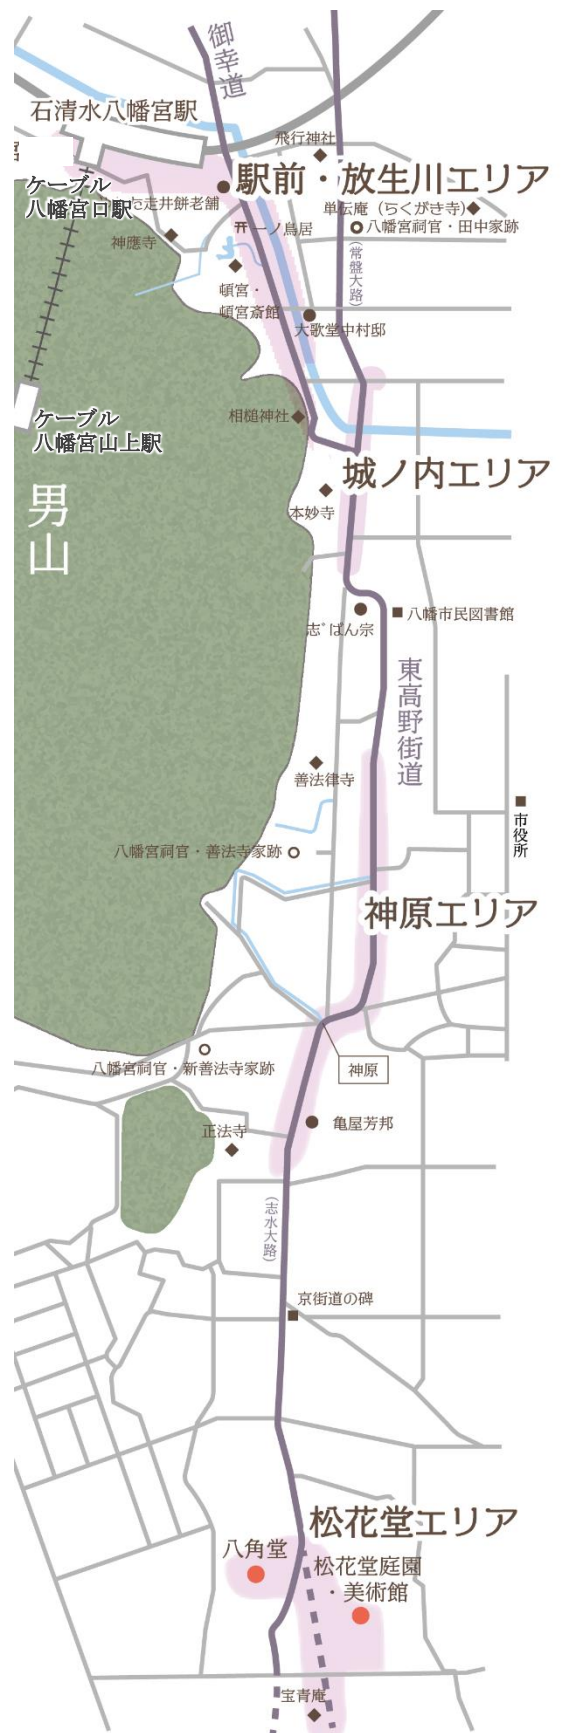 御幸道
石清水八幡宮駅
宮
飛行神社
駅前・放生川エリア
ケーブル
八幡宮口駅
走井餅老舗
単伝庵（らくがき寺）
一ノ鳥居
八幡宮祠官・田中家跡
神應寺
（常盤大路）
頓宮・
頓宮斎館
大歌堂中村邸
相槌神社
ケーブル
八幡宮山上駅
城ノ内エリア
男山
本妙寺
八幡市民図書館
志ばん宗
東高野街道
善法律寺
市役所
八幡宮祠官・善法寺家跡
神原エリア
八幡宮祠官・新善法寺家跡
神原
亀屋芳邦
正法寺
（志水大路）
京街道の碑
松花堂エリア
八角堂
松花堂庭園
・美術館
宝青庵